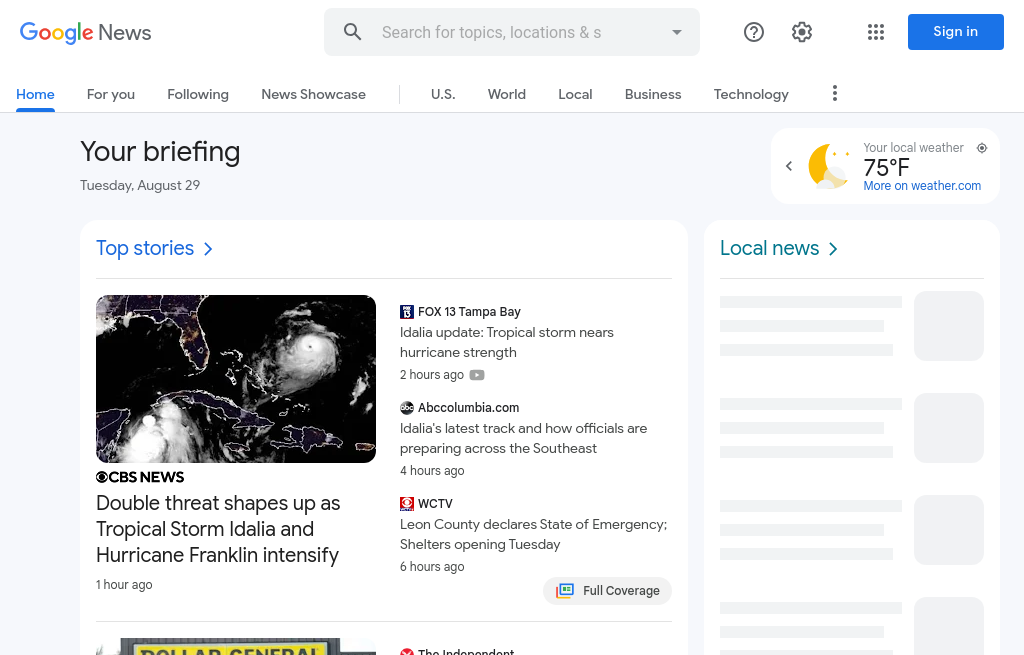 Google News
Search for topics, locations & s
Sign in
Home
For you
Following
News Showcase
U.S.
World
Local
Business
Technology
Your briefing
Tuesday, August 29
Your local weather
75°F
More on weather.com
Top stories
CBS NEWS
Double threat shapes up as
Tropical Storm Idalia and
Hurricane Franklin intensify
1 hour ago
FOX 13 Tampa Bay
Idalia update: Tropical storm nears
hurricane strength
2 hours ago
abc Abccolumbia.com
Idalia's latest track and how officials are
preparing across the Southeast
4 hours ago
WCTV
Leon County declares State of Emergency;
Shelters opening Tuesday
6 hours ago
Full Coverage
Local news
DOLLAR GENERAL
The Independent